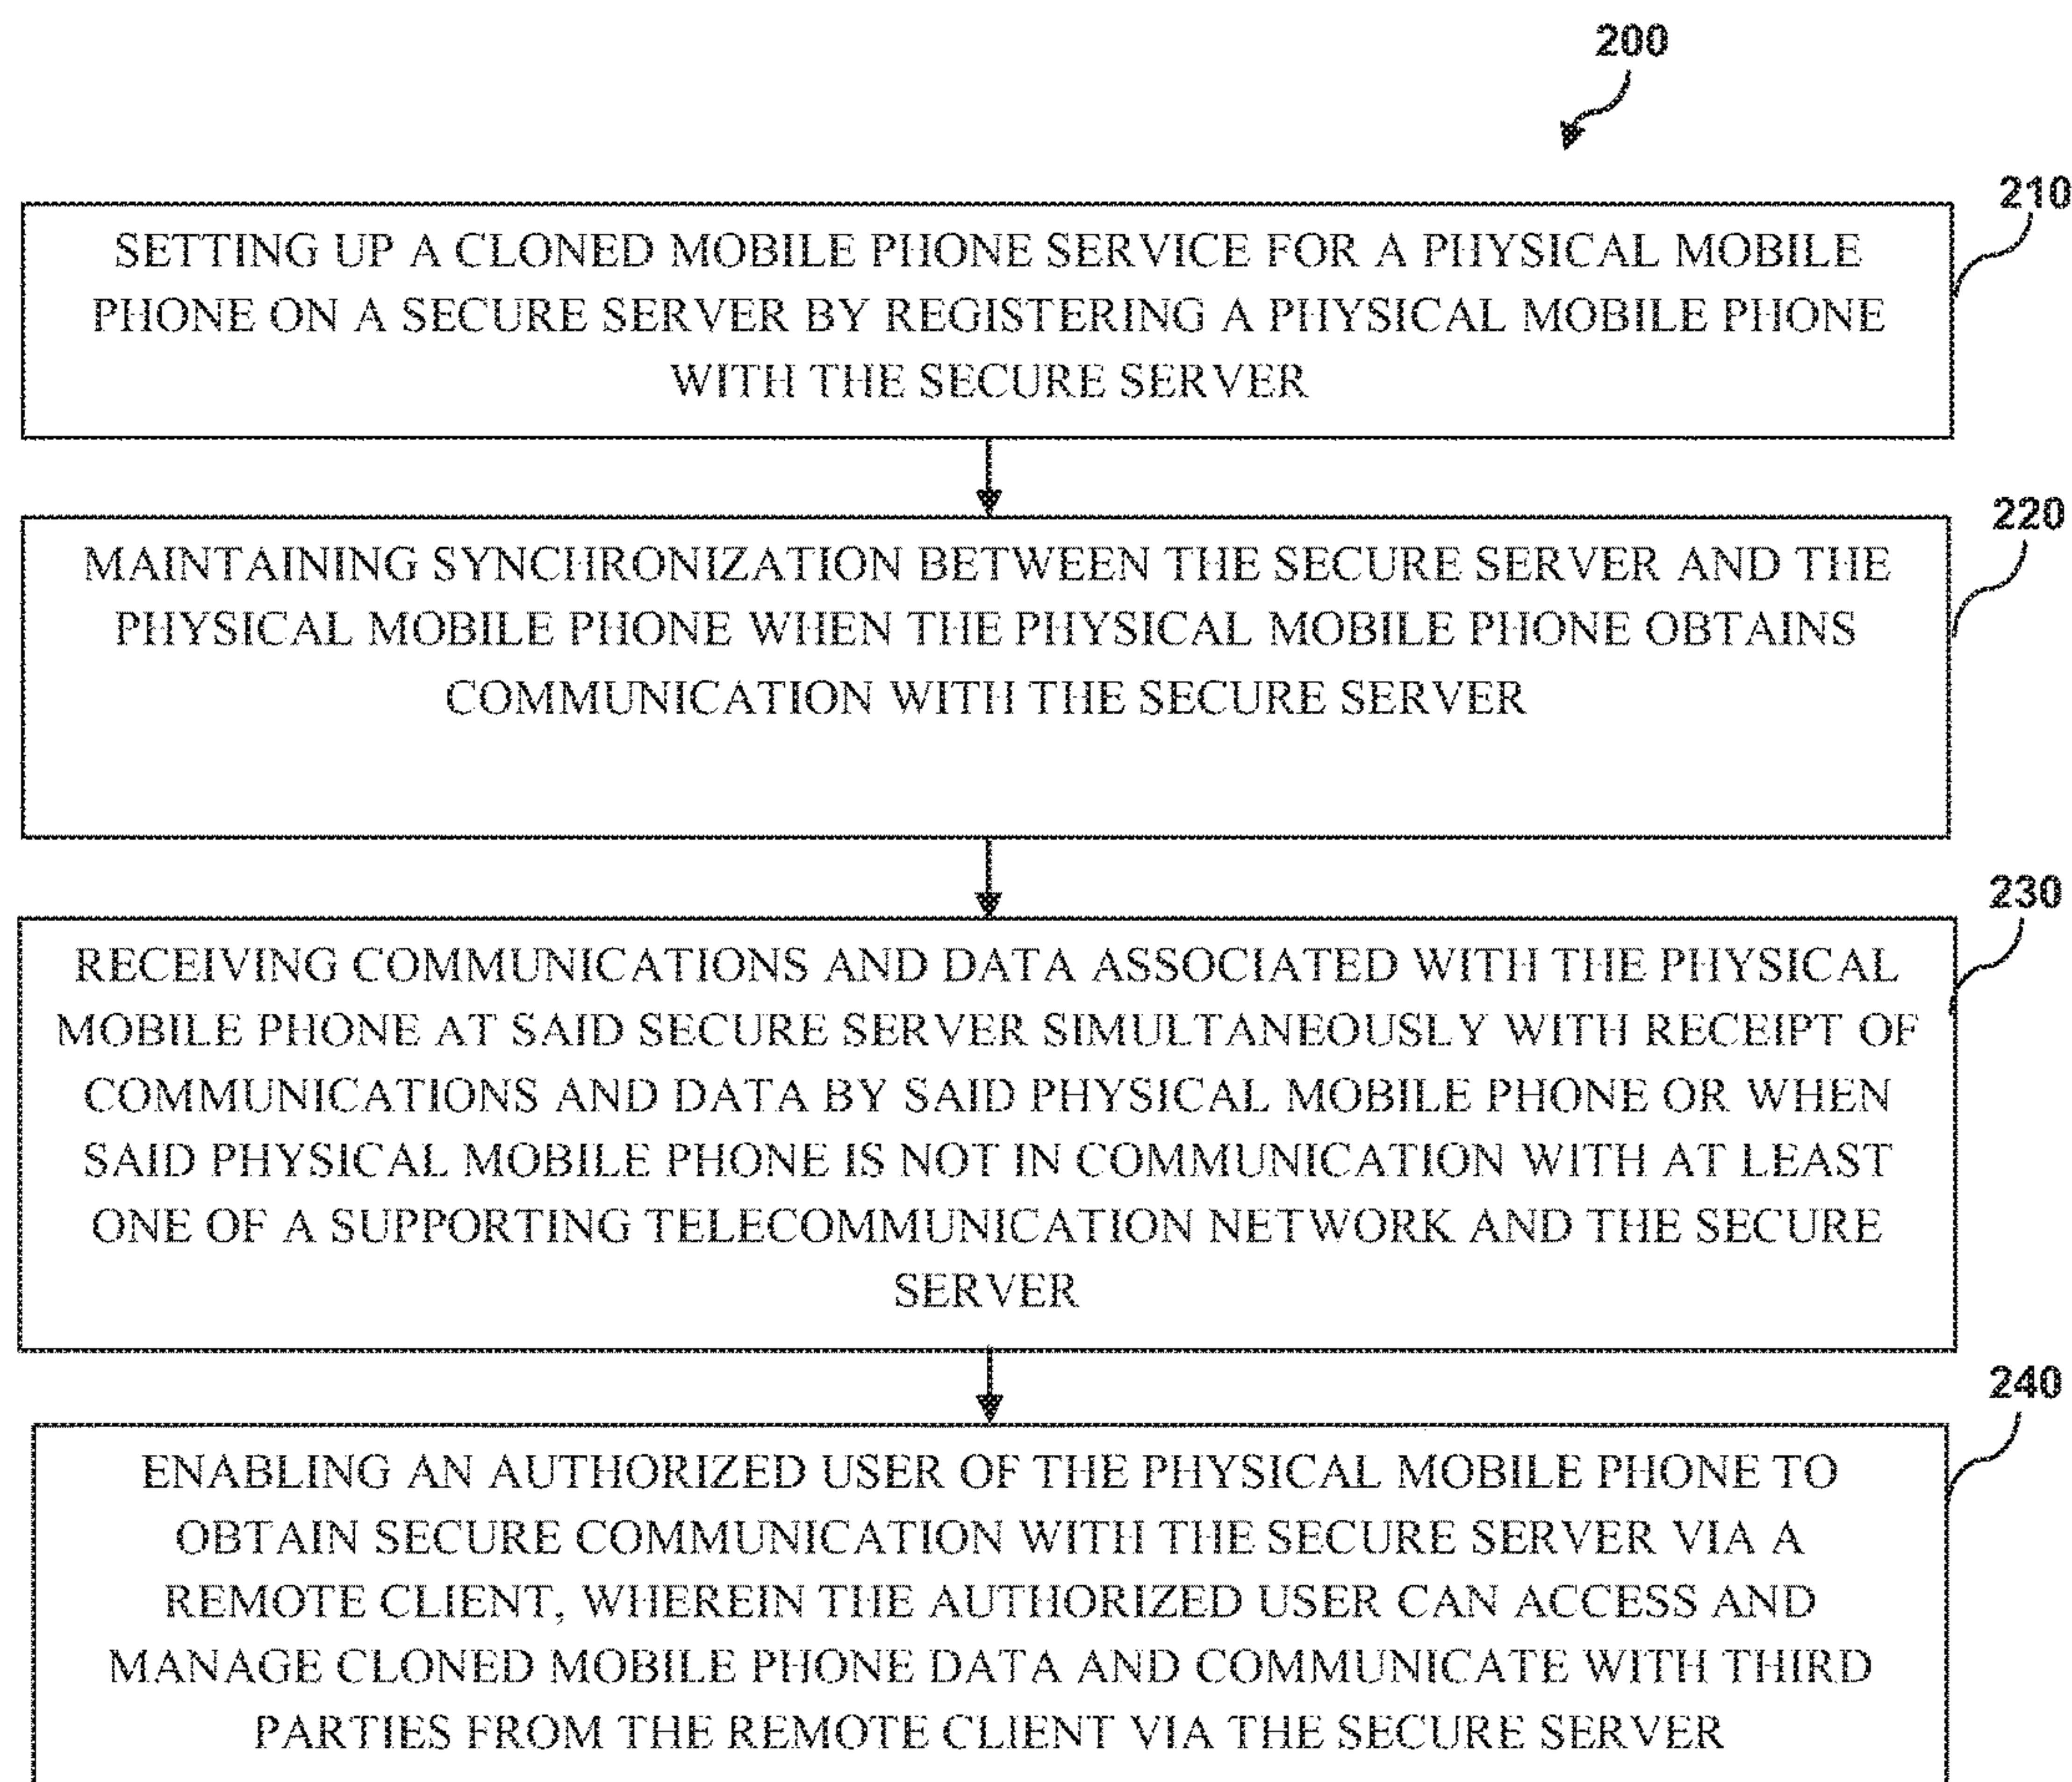 200
210
SETTING UP A CLONED MOBILE PHONE SERVICE FOR A PHYSICAL MOBILE
PHONE ON A SECURE SERVER BY REGISTERING A PHYSICAL MOBILE PHONE
WITH THE SECURE SERVER
220
MAINTAINING SYNCHRONIZATION BETWEEN THE SECURE SERVER AND THE
PHYSICAL MOBILE PHONE WHEN THE PHYSICAL MOBILE PHONE OBTAINS
COMMUNICATION WITH THE SECURE SERVER
230
RECEIVING COMMUNICATIONS AND DATA ASSOCIATED WITH THE PHYSICAL
MOBILE PHONE AT SAID SECURE SERVER SIMULTANEOUSLY WITH RECEIPT OF
COMMUNICATIONS AND DATA BY SAID PHYSICAL MOBILE PHONE OR WHEN
SAID PHYSICAL MOBILE PHONE IS NOT IN COMMUNICATION WITH AT LEAST
ONE OF A SUPPORTING TELECOMMUNICATION NETWORK AND THE SECURE
SERVER
240
ENABLING AN AUTHORIZED USER OF THE PHYSICAL MOBILE PHONE TO
OBTAIN SECURE COMMUNICATION WITH THE SECURE SERVER VIA A
REMOTE CLIENT, WHEREIN THE AUTHORIZED USER CAN ACCESS AND
MANAGE CLONED MOBILE PHONE DATA AND COMMUNICATE WITH THIRD
PARTIES FROM THE REMOTE CLIENT VIA THE SECURE SERVER